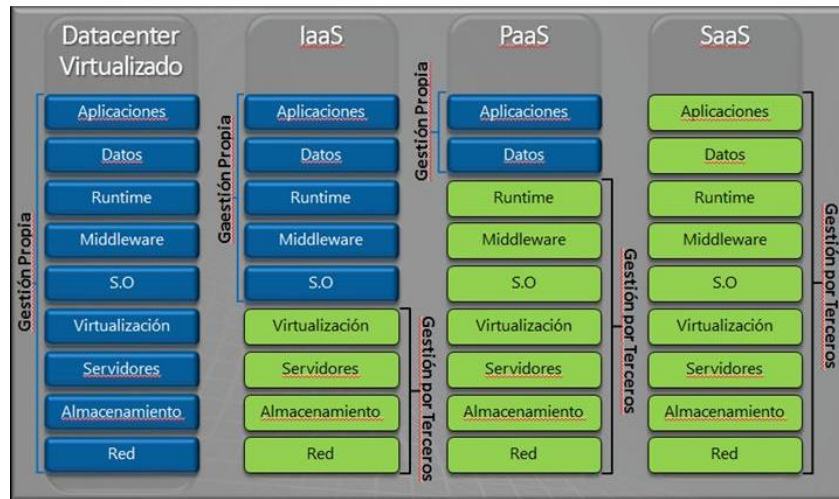 Datacenter
Virtualizado
Gestión Propia
Aplicaciones
Datos
Runtime
Middleware
S.O
Virtualización
Servidores
Almacenamiento
Red
IaaS
Gaestión Propia
Aplicaciones
Datos
Runtime
Middleware
S.O
Virtualización
Servidores
Almacenamiento
Red
Gestión por Terceros
PaaS
Gestión Propia
Aplicaciones
Datos
Runtime
Middleware
S.O
Virtualización
Servidores
Almacenamiento
Red
Gestión por Terceros
SaaS
Aplicaciones
Datos
Runtime
Middleware
S.O
Virtualización
Servidores
Almacenamiento
Red
Gestión por Terceros